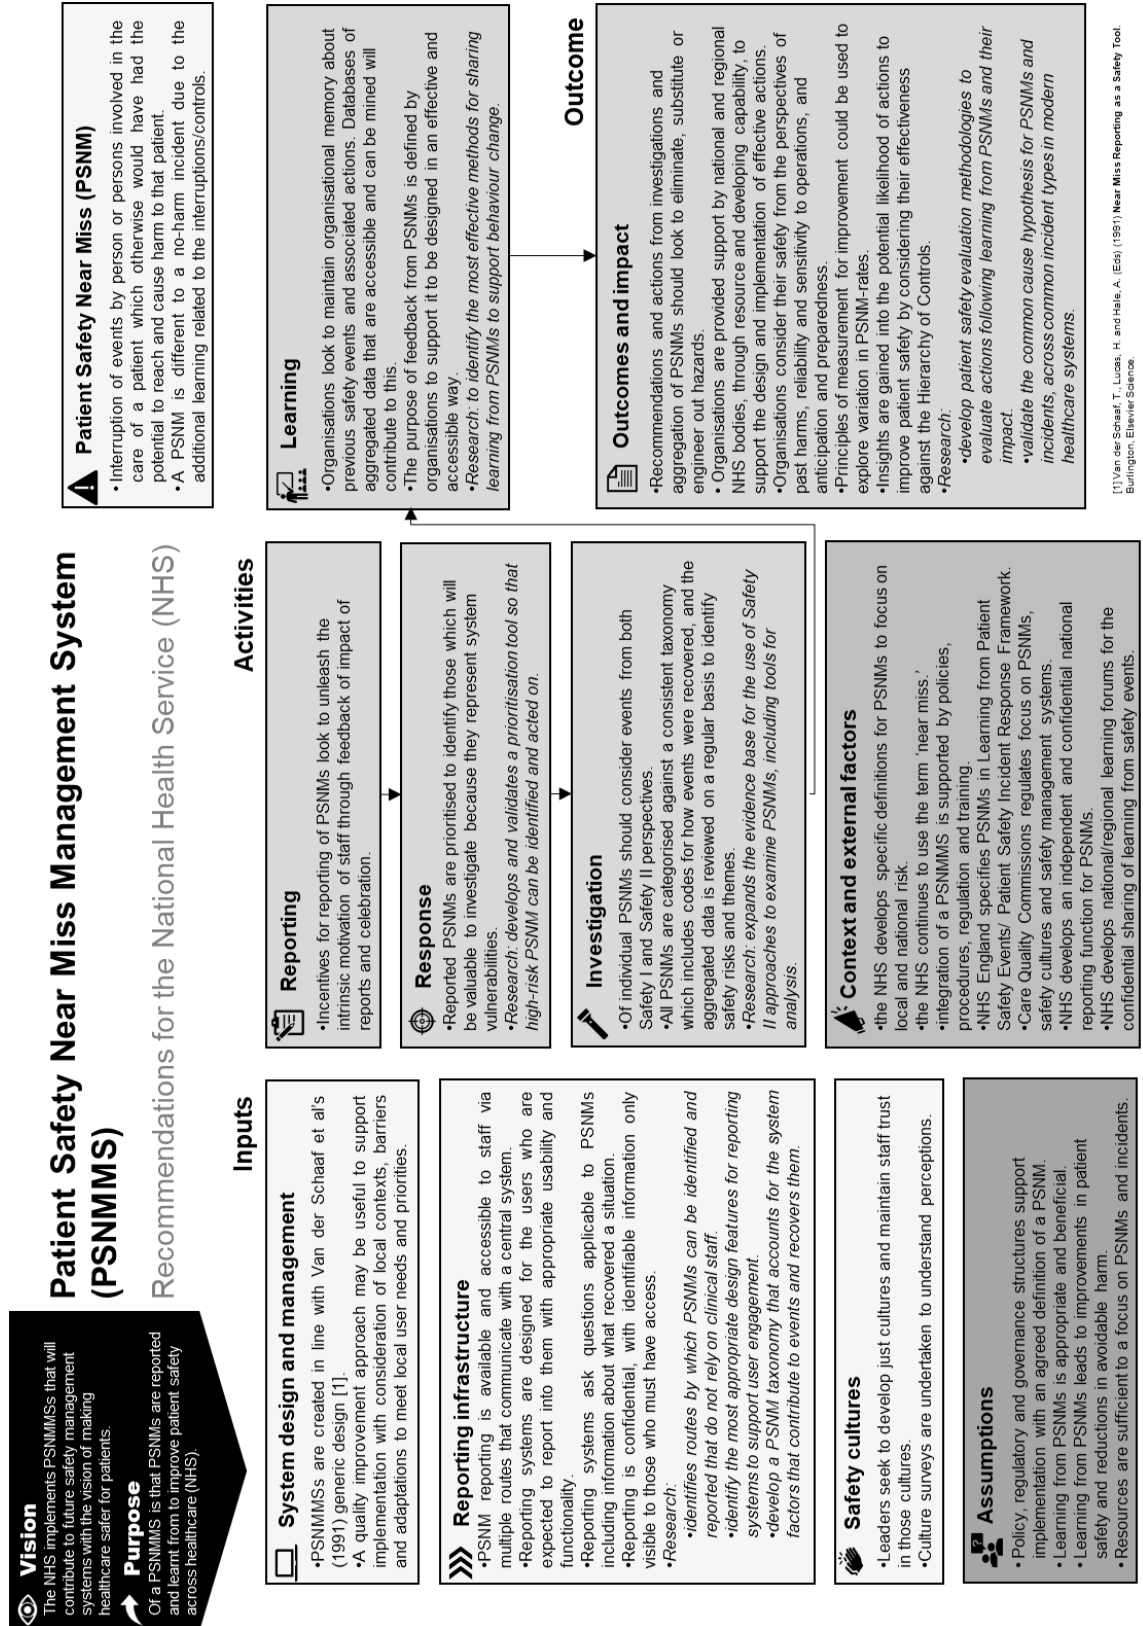 Vision
The NHS implements PSNMMSs that will
contribute to future safety management
systems with the vision of making
healthcare safer for patients.
Purpose
Of a PSNMMS is that PSNMs are reported
and learnt from to improve patient safety
across healthcare (NHS).
Patient Safety Near Miss Management System
(PSNMMS)
Recommendations for the National Health Service (NHS)
Patient Safety Near Miss (PSNM)
•Interruption of events by person or persons involved in the
care of a patient which otherwise would have had the
potential to reach and cause harm to that patient.
•A PSNM is different to a no-harm incident due to the
additional learning related to the interruptions/controls.
Inputs
System design and management
•PSNMMSs are created in line with Van der Schaaf et al's
(1991) generic design [1].
•A quality improvement approach may be useful to support
implementation with consideration of local contexts, barriers
and adaptations to meet local user needs and priorities.
Reporting infrastructure
•PSNM reporting is available and accessible to staff via
multiple routes that communicate with a central system.
•Reporting systems are designed for the users who are
expected to report into them with appropriate usability and
functionality.
•Reporting systems ask questions applicable to PSNMs
including information about what recovered a situation.
•Reporting is confidential, with identifiable information only
visible to those who must have access.
•Research:
•identifies routes by which PSNMs can be identified and
reported that do not rely on clinical staff.
•identify the most appropriate design features for reporting
systems to support user engagement.
•develop a PSNM taxonomy that accounts for the system
factors that contribute to events and recovers them.
Safety cultures
•Leaders seek to develop just cultures and maintain staff trust
in those cultures.
•Culture surveys are undertaken to understand perceptions.
Assumptions
•Policy, regulatory and governance structures support
implementation with an agreed definition of a PSNM.
•Learning from PSNMs is appropriate and beneficial.
•Learning from PSNMs leads to improvements in patient
safety and reductions in avoidable harm.
•Resources are sufficient to a focus on PSNMs and incidents.
Activities
Reporting
•Incentives for reporting of PSNMs look to unleash the
intrinsic motivation of staff through feedback of impact of
reports and celebration.
Response
•Reported PSNMs are prioritised to identify those which will
be valuable to investigate because they represent system
vulnerabilities.
•Research: develops and validates a prioritisation tool so that
high-risk PSNM can be identified and acted on.
Investigation
•Of individual PSNMs should consider events from both
Safety I and Safety II perspectives.
•All PSNMs are categorised against a consistent taxonomy
which includes codes for how events were recovered, and the
aggregated data is reviewed on a regular basis to identify
safety risks and themes.
•Research: expands the evidence base for the use of Safety
II approaches to examine PSNMs, including tools for
analysis.
Context and external factors
•the NHS develops specific definitions for PSNMs to focus on
local and national risk.
•the NHS continues to use the term ‘near miss.’
•integration of a PSNMMS is supported by policies,
procedures, regulation and training.
•NHS England specifies PSNMs in Learning from Patient
Safety Events/ Patient Safety Incident Response Framework.
•Care Quality Commissions regulates focus on PSNMs,
safety cultures and safety management systems.
•NHS develops an independent and confidential national
reporting function for PSNMs.
•NHS develops national/regional learning forums for the
confidential sharing of learning from safety events.
Learning
•Organisations look to maintain organisational memory about
previous safety events and associated actions. Databases of
aggregated data that are accessible and can be mined will
contribute to this.
•The purpose of feedback from PSNMs is defined by
organisations to support it to be designed in an effective and
accessible way.
•Research: to identify the most effective methods for sharing
learning from PSNMs to support behaviour change.
Outcome
Outcomes and impact
•Recommendations and actions from investigations and
aggregation of PSNMs should look to eliminate, substitute or
engineer out hazards.
• Organisations are provided support by national and regional
NHS bodies, through resource and developing capability, to
support the design and implementation of effective actions.
•Organisations consider their safety from the perspectives of
past harms, reliability and sensitivity to operations, and
anticipation and preparedness.
•Principles of measurement for improvement could be used to
explore variation in PSNM-rates.
•Insights are gained into the potential likelihood of actions to
improve patient safety by considering their effectiveness
against the Hierarchy of Controls.
•Research:
•develop patient safety evaluation methodologies to
evaluate actions following learning from PSNMs and their
impact.
•validate the common cause hypothesis for PSNMs and
incidents, across common incident types in modern
healthcare systems.
[1] Van der Schaaf, T., Lucas, H. and Hale, A. (Eds) (1991) Near Miss Reporting as a Safety Tool.
Burlington, Elsevier Science.